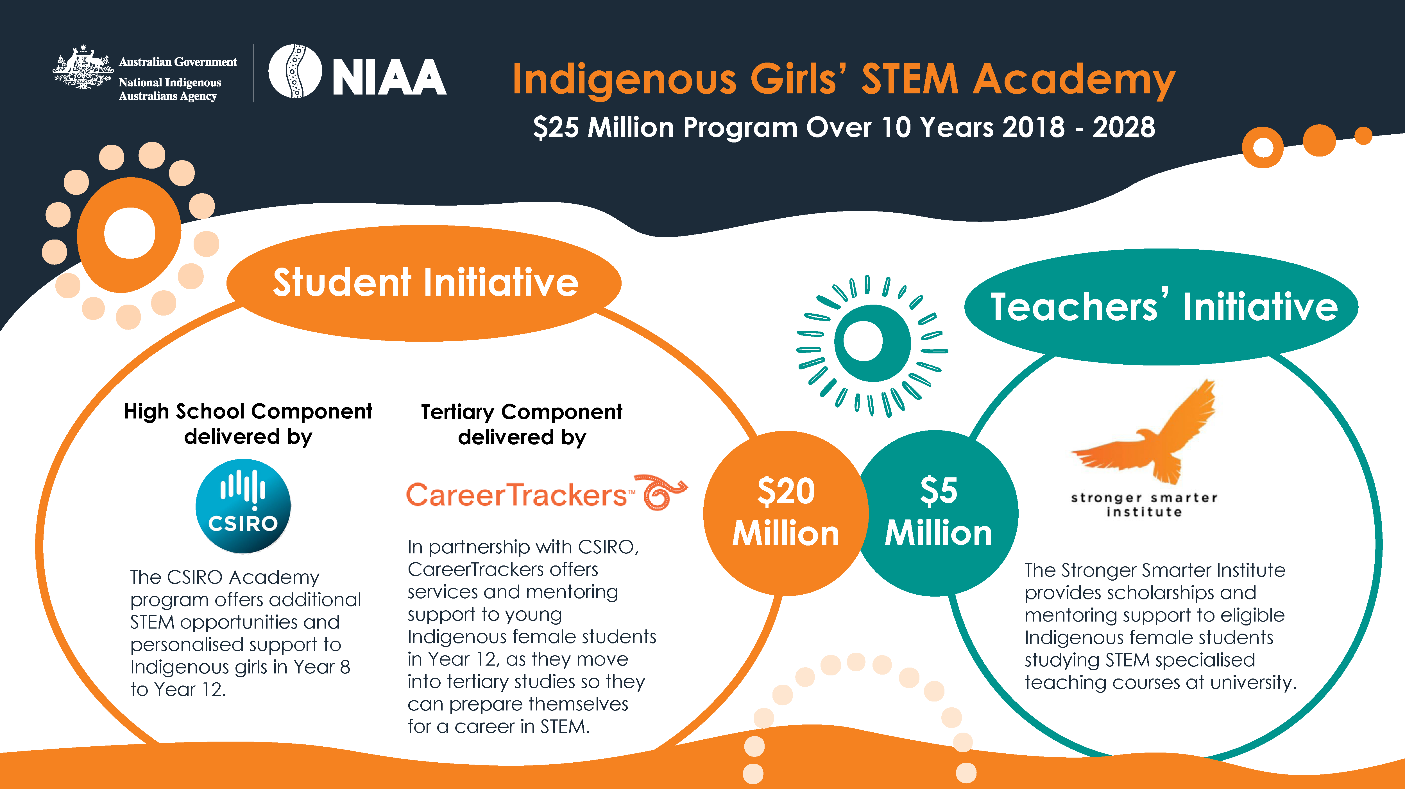 Australian Government
National Indigenous
Australians Agency
NIAA
Indigenous Girls’ STEM Academy
$25 Million Program Over 10 Years 2018 - 2028
Student Initiative
High School Component
delivered by
CSIRO
The CSIRO Academy
program offers additional
STEM opportunities and
personalised support to
Indigenous girls in Year 8
to Year 12.
Tertiary Component
delivered by
CareerTrackers™
In partnership with CSIRO,
CareerTrackers offers
services and mentoring
support to young
Indigenous female students
in Year 12, as they move
into tertiary studies so they
can prepare themselves
for a career in STEM.
$20
Million
$5
Million
Teachers’ Initiative
stronger smarter
institute
The Stronger Smarter Institute
provides scholarships and
mentoring support to eligible
Indigenous female students
studying STEM specialised
teaching courses at university.